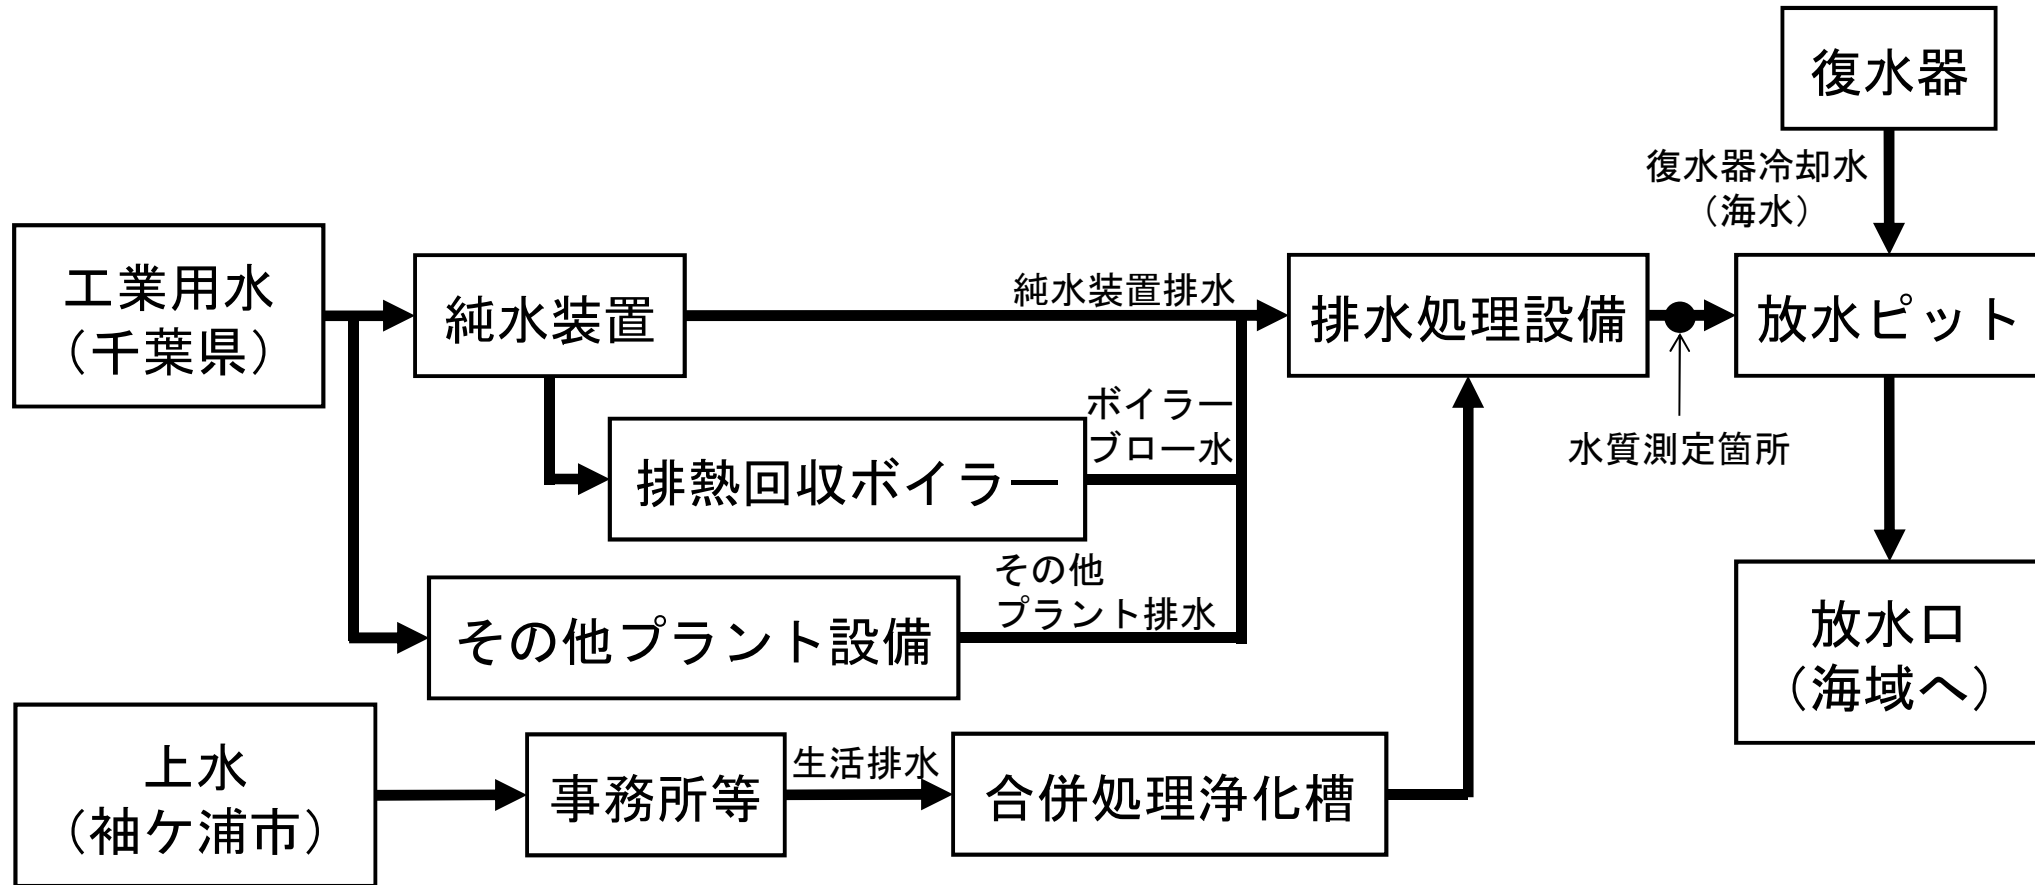 復水器
復水器冷却水
（海水）
工業用水
（千葉県）
純水装置
純水装置排水
排水処理設備
放水ピット
ボイラー
ブロー水
水質測定箇所
排熱回収ボイラー
その他
プラント排水
その他プラント設備
放水口
（海域へ）
上水
（袖ケ浦市）
事務所等
生活排水
合併処理浄化槽